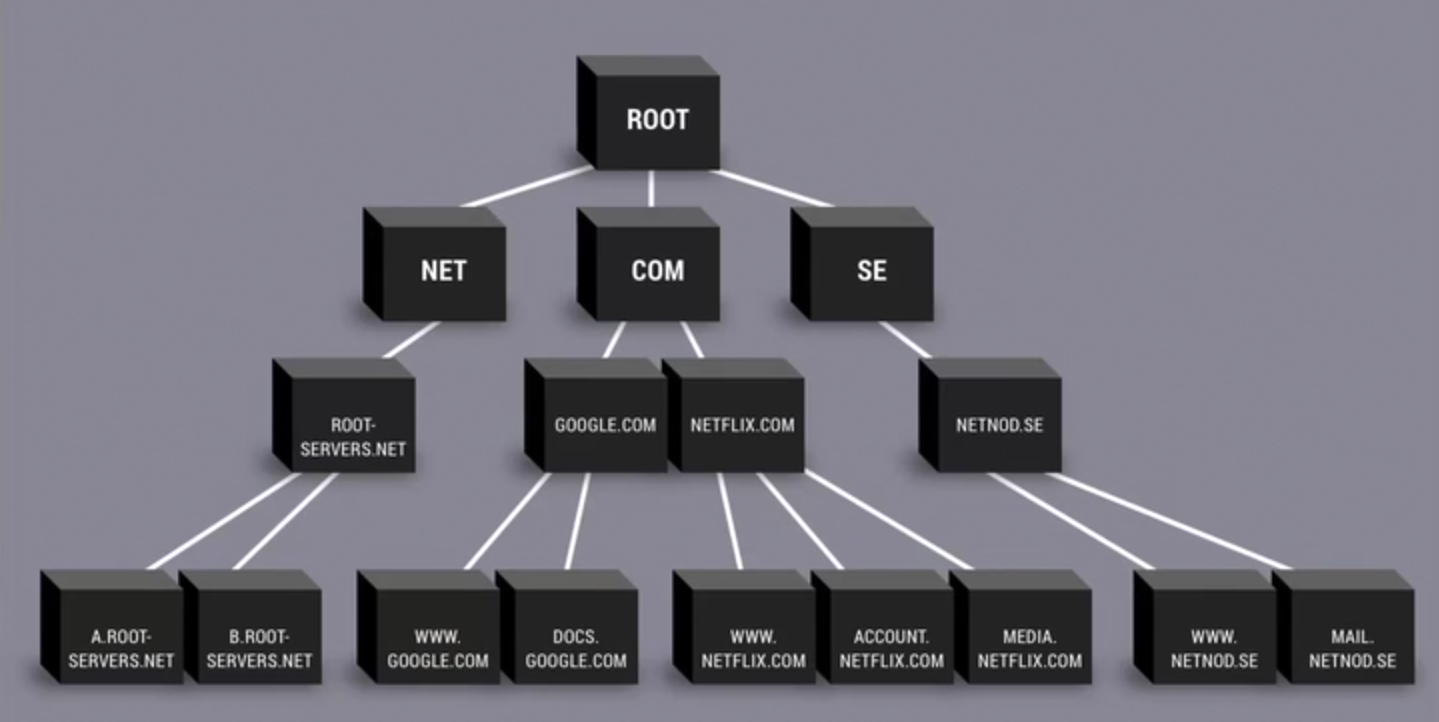 ROOT
NET
COM
SE
ROOT-
SERVERS.NET
GOOGLE.COM
NETFLIX.COM
NETNOD.SE
A.ROOT-
SERVERS.NET
B.ROOT-
SERVERS.NET
WWW.
GOOGLE.COM
DOCS.
GOOGLE.COM
WWW.
NETFLIX.COM
ACCOUNT.
NETFLIX.COM
MEDIA.
NETFLIX.COM
WWW.
NETNOD.SE
MAIL.
NETNOD.SE